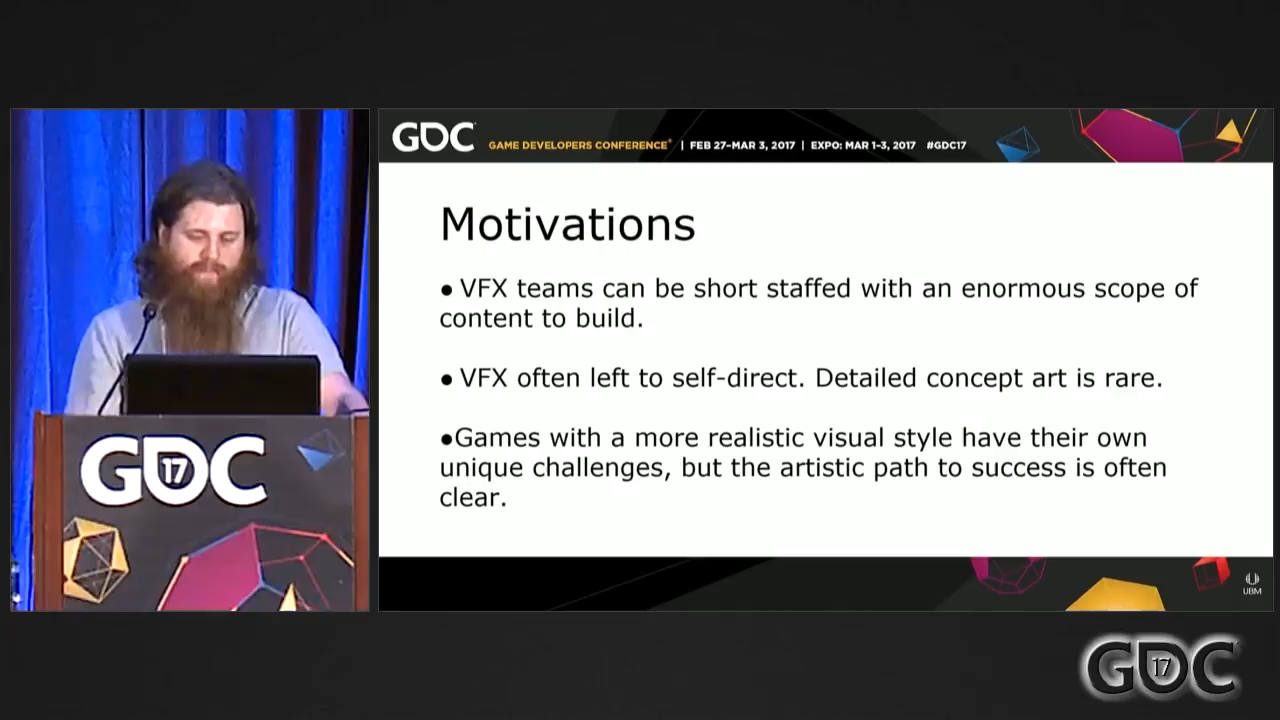 GDC
GAME DEVELOPERS CONFERENCE® | FEB 27–MAR 3, 2017 | EXPO: MAR 1-3, 2017 #GDC17
Motivations
● VFX teams can be short staffed with an enormous scope of
content to build.
● VFX often left to self-direct. Detailed concept art is rare.
●Games with a more realistic visual style have their own
unique challenges, but the artistic path to success is often
clear.
GDC
17
UBM
GDC
17